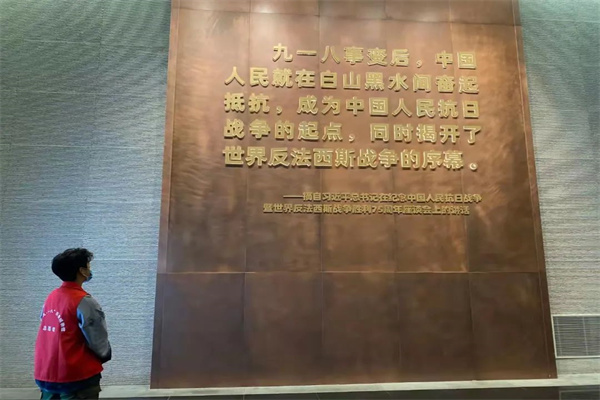 九一八事变后，中国
人民就在白山黑水间奋起
抵抗，成为中国人民抗日
战争的起点，同时揭开了
世界反法西斯战争的序幕。
——摘自习近平总书记在纪念中国人民抗日战争
暨世界反法西斯战争胜利75周年座谈会上的讲话